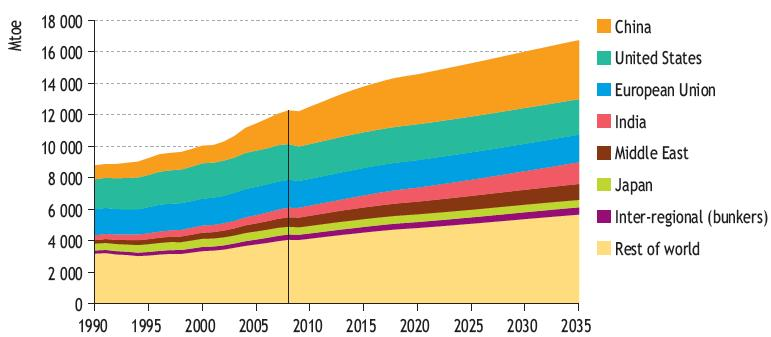 Mtoe
18 000
16 000
14 000
12 000
10 000
8 000
6 000
4 000
2 000
0
1990 1995 2000 2005 2010 2015 2020 2025 2030 2035
China
United States
European Union
India
Middle East
Japan
Inter-regional (bunkers)
Rest of world